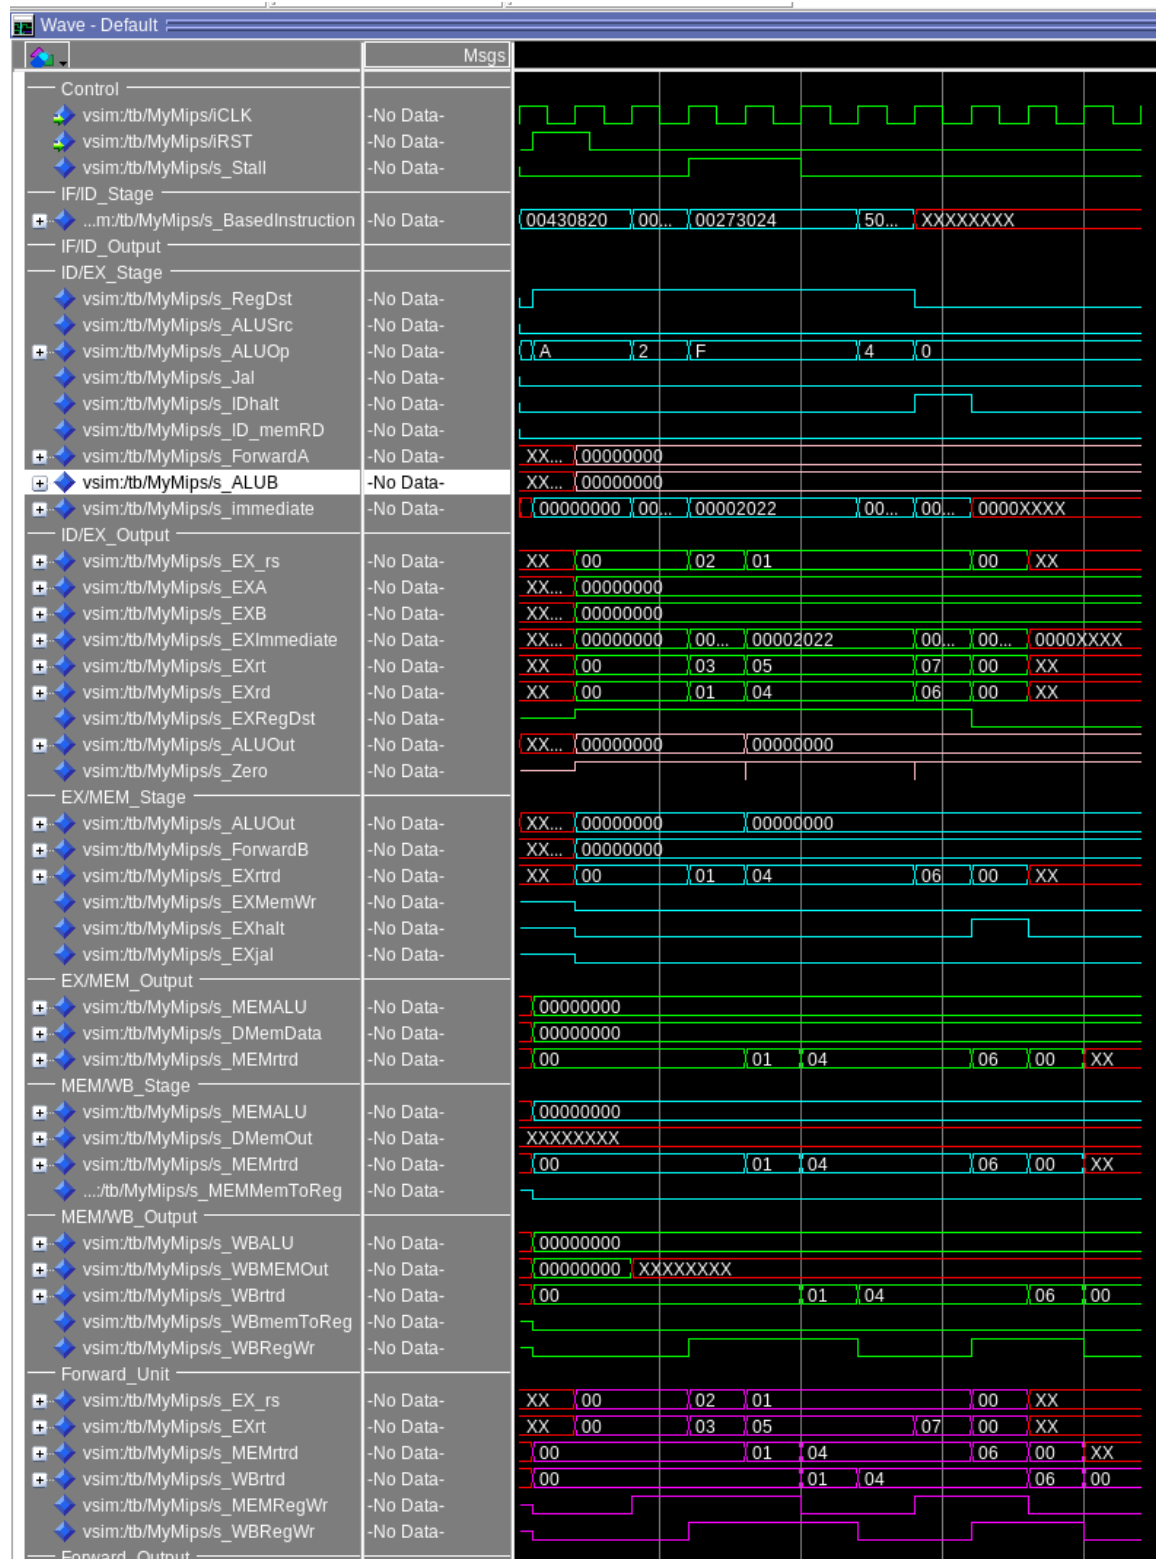 Wave - Default
Msgs
Control
vsim:/tb/MyMips/iCLK -No Data-
vsim:/tb/MyMips/iRST -No Data-
vsim:/tb/MyMips/s_Stall -No Data-
IF/ID_Stage
...m:/tb/MyMips/s_BasedInstruction -No Data- 00430820 00... 00273024 50... XXXXXXXX
IF/ID_Output
ID/EX_Stage
vsim:/tb/MyMips/s_RegDst -No Data-
vsim:/tb/MyMips/s_ALUSrc -No Data-
vsim:/tb/MyMips/s_ALUOp -No Data- A 2 F 4 0
vsim:/tb/MyMips/s_Jal -No Data-
vsim:/tb/MyMips/s_IDhalt -No Data-
vsim:/tb/MyMips/s_ID_memRD -No Data-
vsim:/tb/MyMips/s_ForwardA -No Data- XX... 00000000
vsim:/tb/MyMips/s_ALUB -No Data- XX... 00000000
vsim:/tb/MyMips/s_immediate -No Data- 00000000 00... 00002022 00... 00... 0000XXXX
ID/EX_Output
vsim:/tb/MyMips/s_EX_rs -No Data- XX 00 02 01 00 XX
vsim:/tb/MyMips/s_EXA -No Data- XX... 00000000
vsim:/tb/MyMips/s_EXB -No Data- XX... 00000000
vsim:/tb/MyMips/s_EXImmediate -No Data- XX... 00000000 00... 00002022 00... 00... 0000XXXX
vsim:/tb/MyMips/s_EXrt -No Data- XX 00 03 05 07 00 XX
vsim:/tb/MyMips/s_EXrd -No Data- XX 00 01 04 06 00 XX
vsim:/tb/MyMips/s_EXRegDst -No Data-
vsim:/tb/MyMips/s_ALUOut -No Data- XX... 00000000 00000000
vsim:/tb/MyMips/s_Zero -No Data-
EX/MEM_Stage
vsim:/tb/MyMips/s_ALUOut -No Data- XX... 00000000 00000000
vsim:/tb/MyMips/s_ForwardB -No Data- XX... 00000000
vsim:/tb/MyMips/s_EXrtrd -No Data- XX 00 01 04 06 00 XX
vsim:/tb/MyMips/s_EXMemWr -No Data-
vsim:/tb/MyMips/s_EXhalt -No Data-
vsim:/tb/MyMips/s_EXjal -No Data-
EX/MEM_Output
vsim:/tb/MyMips/s_MEMALU -No Data- 00000000
vsim:/tb/MyMips/s_DMemData -No Data- 00000000
vsim:/tb/MyMips/s_MEMrtrd -No Data- 00 01 04 06 00 XX
MEM/WB_Stage
vsim:/tb/MyMips/s_MEMALU -No Data- 00000000
vsim:/tb/MyMips/s_DMemOut -No Data- XXXXXXXX
vsim:/tb/MyMips/s_MEMrtrd -No Data- 00 01 04 06 00 XX
...:/tb/MyMips/s_MEMMemToReg -No Data-
MEM/WB_Output
vsim:/tb/MyMips/s_WBALU -No Data- 00000000
vsim:/tb/MyMips/s_WBMEMOut -No Data- 00000000 XXXXXXXX
vsim:/tb/MyMips/s_WBrtrd -No Data- 00 01 04 06 00
vsim:/tb/MyMips/s_WBmemToReg -No Data-
vsim:/tb/MyMips/s_WBRegWr -No Data-
Forward_Unit
vsim:/tb/MyMips/s_EX_rs -No Data- XX 00 02 01 00 XX
vsim:/tb/MyMips/s_EXrt -No Data- XX 00 03 05 07 00 XX
vsim:/tb/MyMips/s_MEMrtrd -No Data- 00 01 04 06 00 XX
vsim:/tb/MyMips/s_WBrtrd -No Data- 00 01 04 06 00
vsim:/tb/MyMips/s_MEMRegWr -No Data-
vsim:/tb/MyMips/s_WBRegWr -No Data-
Forward_Output